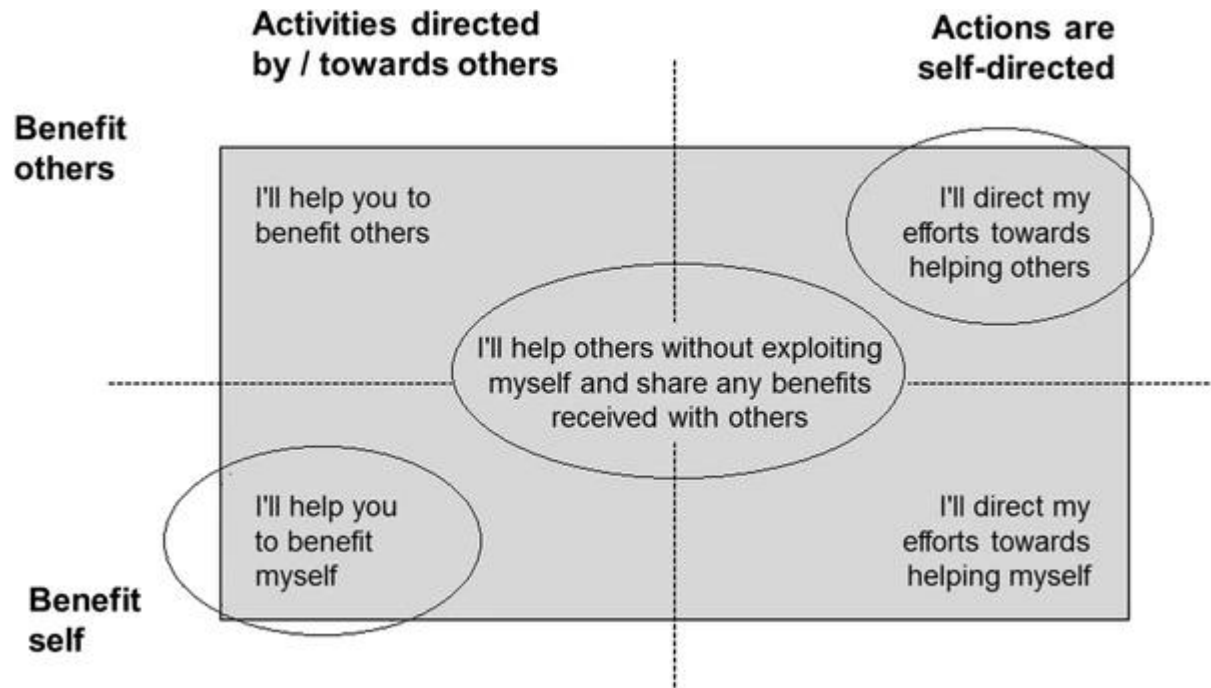 Activities directed
by / towards others
Actions are
self-directed
Benefit
others
I'll help you to
benefit others
I'll direct my
efforts towards
helping others
I'll help others without exploiting
myself and share any benefits
received with others
I'll help you
to benefit
myself
I'll direct my
efforts towards
helping myself
Benefit
self